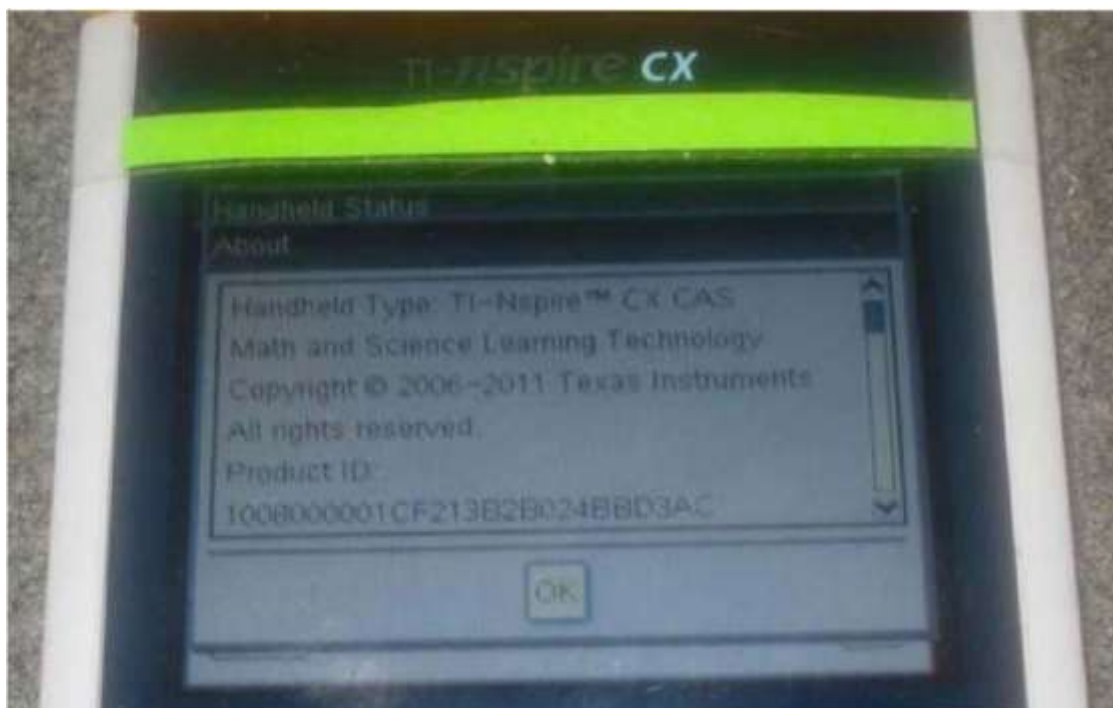 TI-nspire CX
Handheld Status
About
Handheld Type: TI-Nspire™ CX CAS
Math and Science Learning Technology
Copyright © 2006-2011 Texas Instruments
All rights reserved.
Product ID:
1008000001CF213B2B024BBD3AC
OK